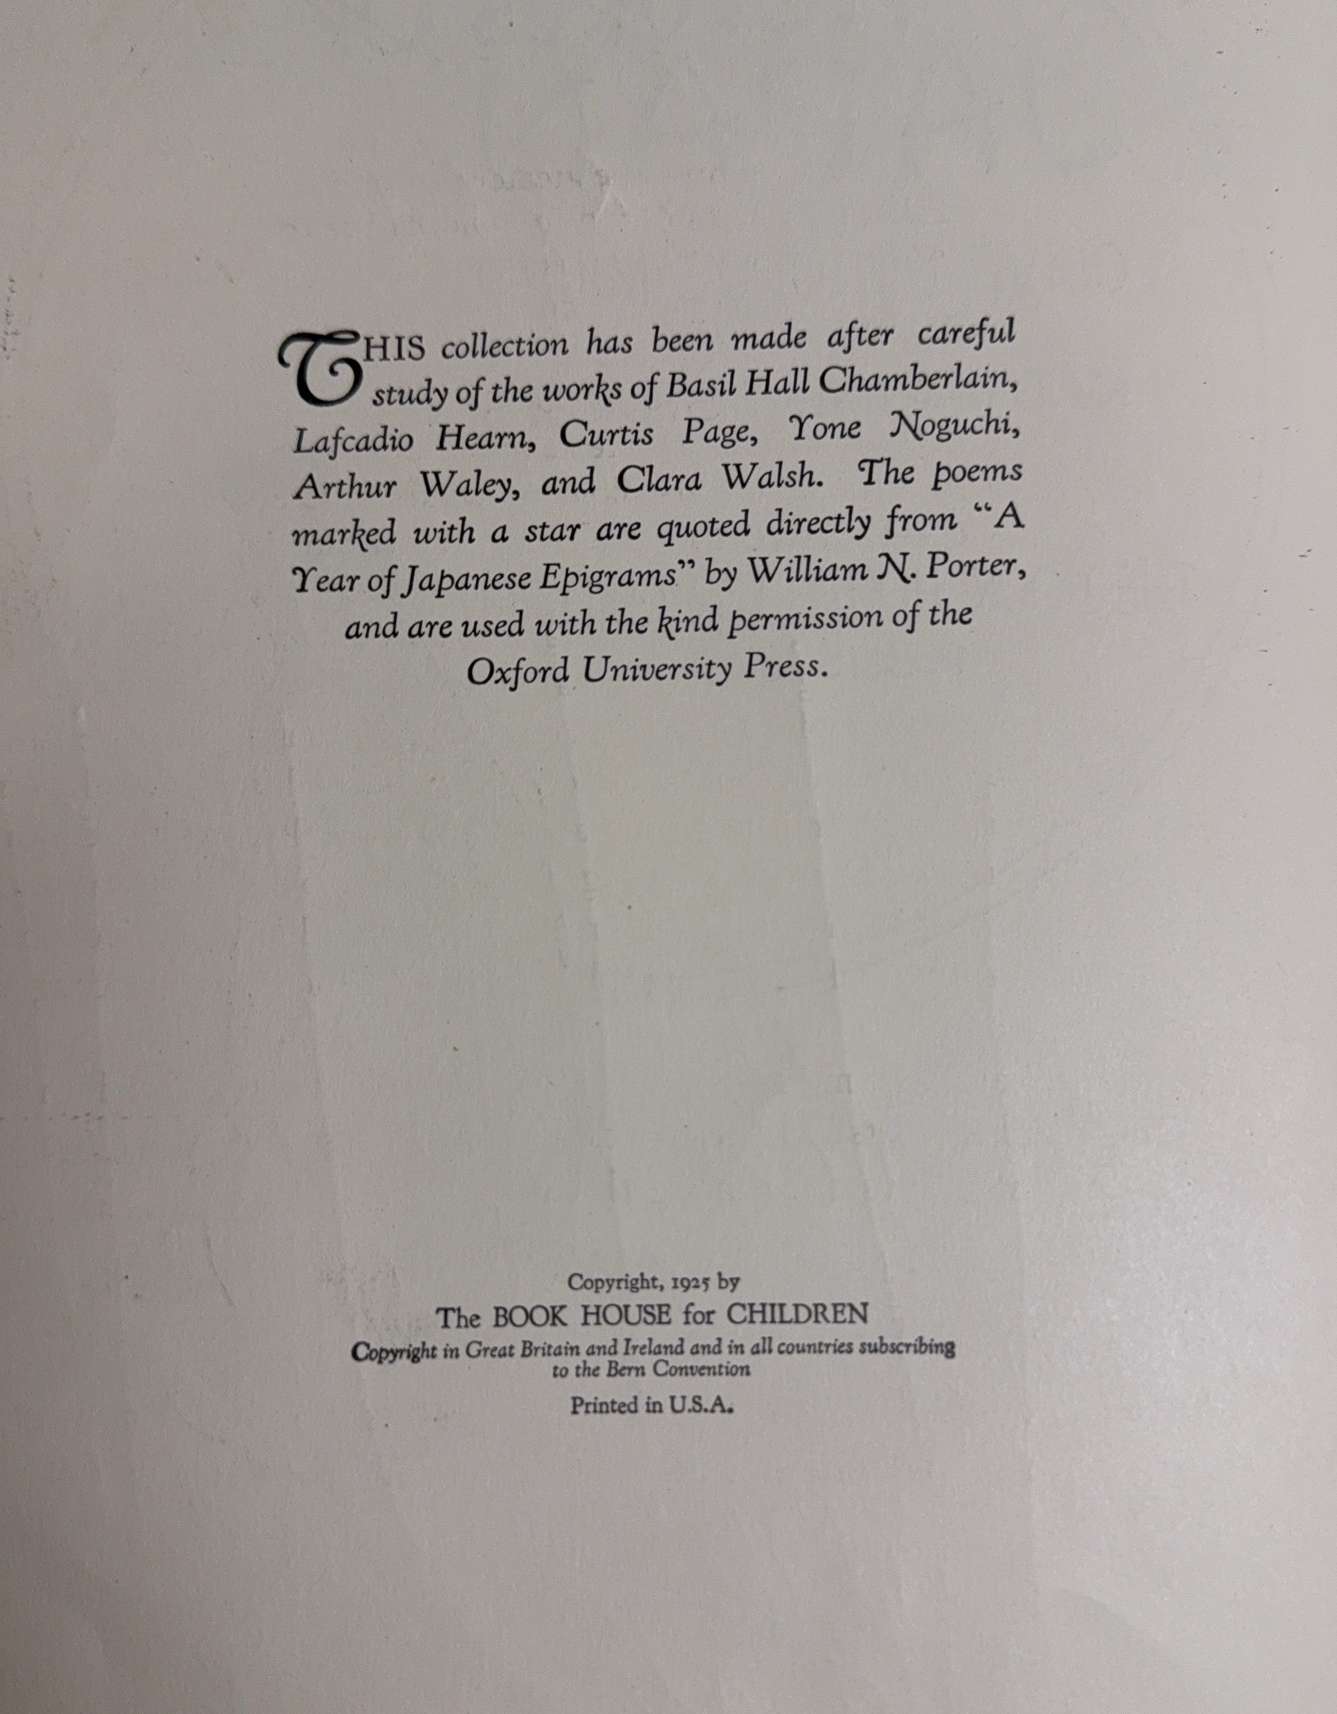 THIS collection has been made after careful
study of the works of Basil Hall Chamberlain,
Lafcadio Hearn, Curtis Page, Yone Noguchi,
Arthur Waley, and Clara Walsh. The poems
marked with a star are quoted directly from “A
Year of Japanese Epigrams” by William N. Porter,
and are used with the kind permission of the
Oxford University Press.
Copyright, 1925 by
The BOOK HOUSE for CHILDREN
Copyright in Great Britain and Ireland and in all countries subscribing
to the Bern Convention
Printed in U.S.A.